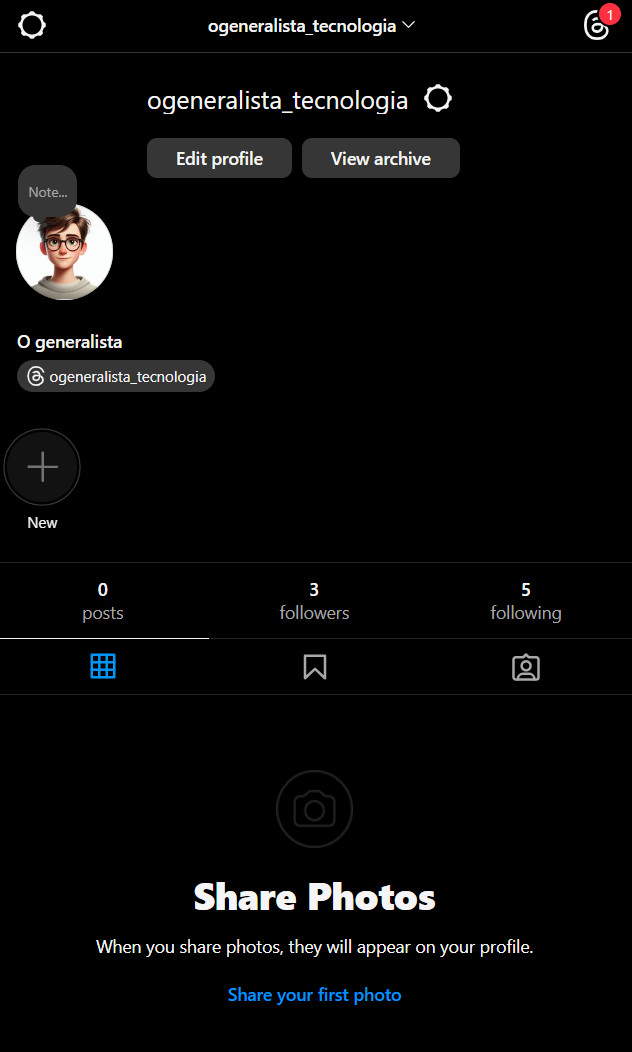 ogeneralista_tecnologia
1
ogeneralista_tecnologia
Edit profile
View archive
Note...
O generalista
ogeneralista_tecnologia
New
0
posts
3
followers
5
following
Share Photos
When you share photos, they will appear on your profile.
Share your first photo